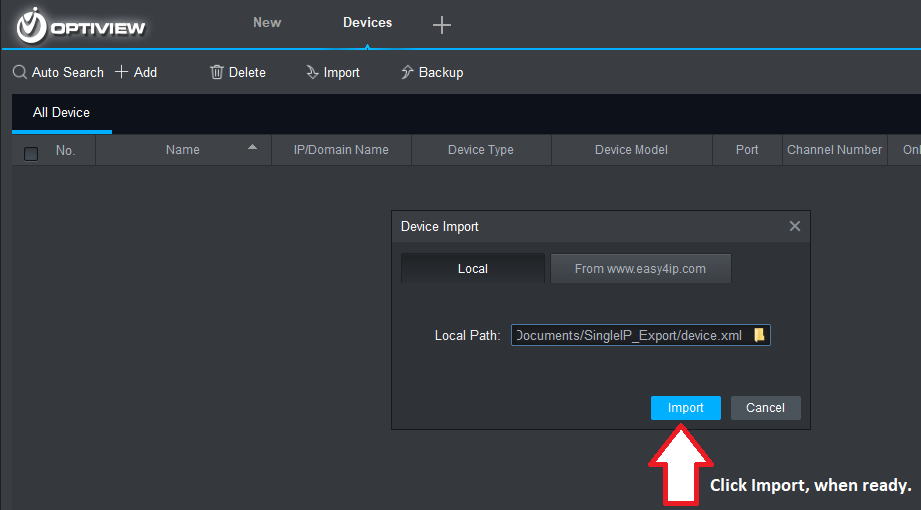 OPTIVIEW New Devices
Auto Search Add Delete Import Backup
All Device
No. Name IP/Domain Name Device Type Device Model Port Channel Number Onl
Device Import
Local From www.easy4ip.com
Local Path: Documents/SingleIP_Export/device.xml
Import Cancel
Click Import, when ready.